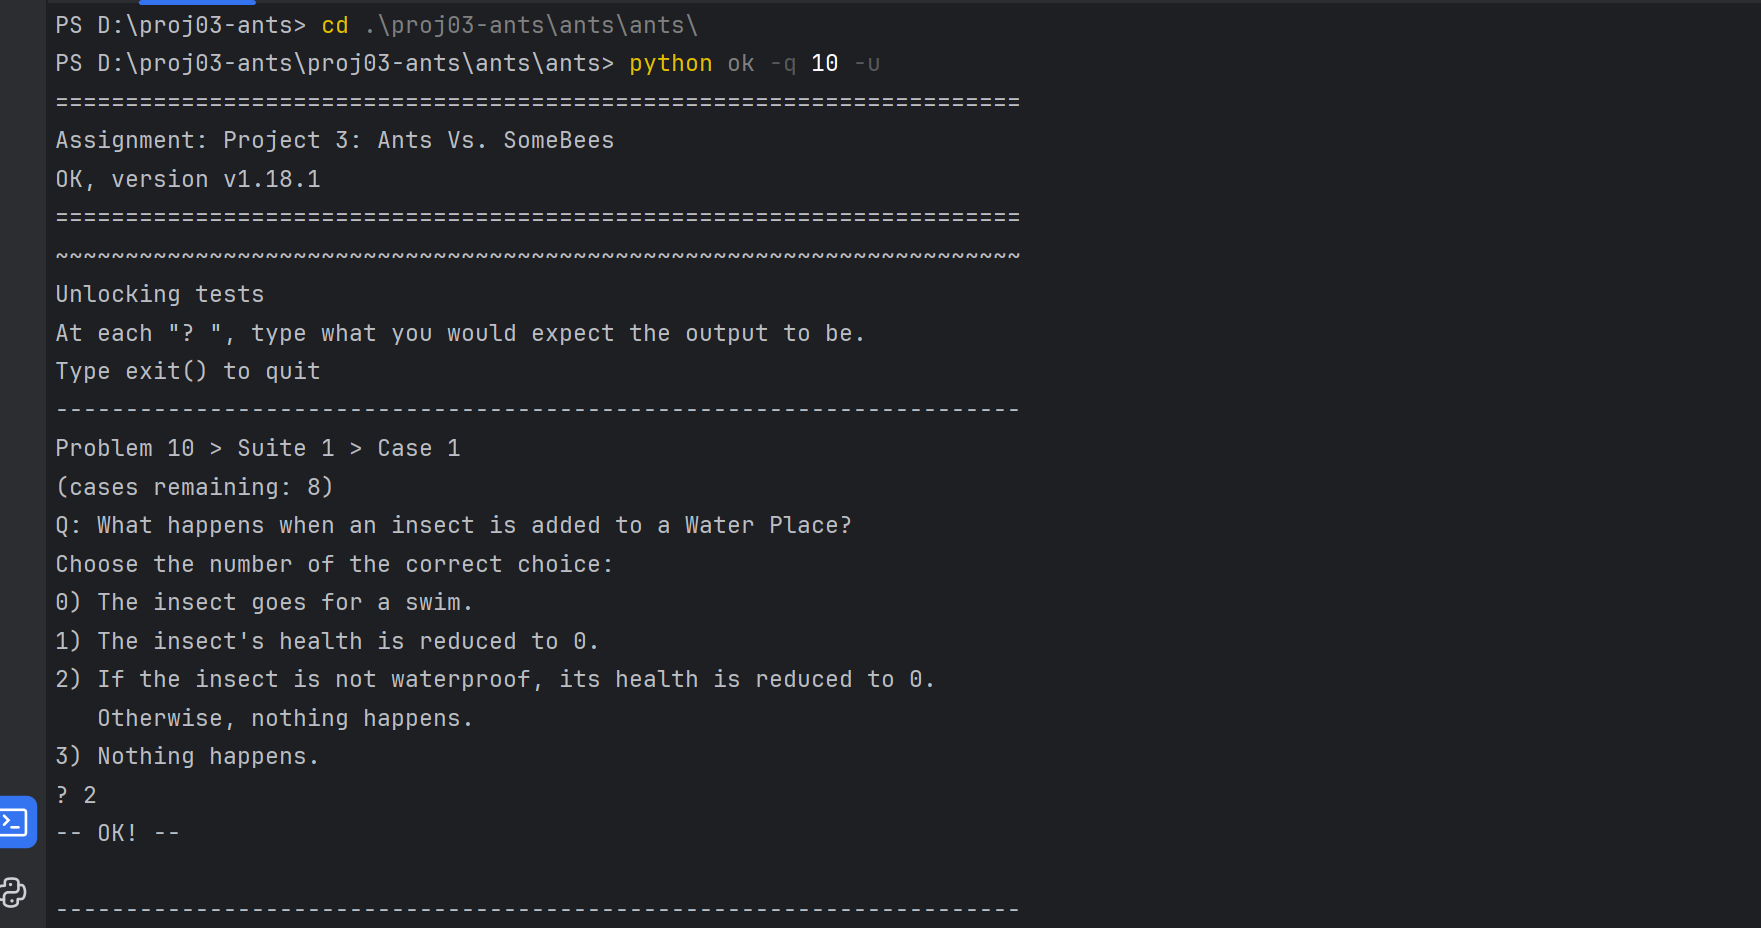 PS D:\proj03-ants> cd .\proj03-ants\ants\ants\
PS D:\proj03-ants\proj03-ants\ants\ants> python ok -q 10 -u
=====================================================================
Assignment: Project 3: Ants Vs. SomeBees
OK, version v1.18.1
=====================================================================
~~~~~~~~~~~~~~~~~~~~~~~~~~~~~~~~~~~~~~~~~~~~~~~~~~~~~~~~~~~~~~~~~~~~~
Unlocking tests
At each "? ", type what you would expect the output to be.
Type exit() to quit
---------------------------------------------------------------------
Problem 10 > Suite 1 > Case 1
(cases remaining: 8)
Q: What happens when an insect is added to a Water Place?
Choose the number of the correct choice:
0) The insect goes for a swim.
1) The insect's health is reduced to 0.
2) If the insect is not waterproof, its health is reduced to 0.
   Otherwise, nothing happens.
3) Nothing happens.
? 2
-- OK! --
---------------------------------------------------------------------